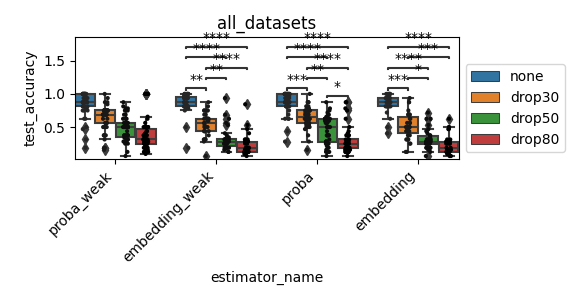 all_datasets
****
****
****
****
****
***
****
****
****
****
**
****
*
**
***
***
*
test_accuracy
1.5
1.0
0.5
none
drop30
drop50
drop80
proba_weak
embedding_weak
proba
embedding
estimator_name